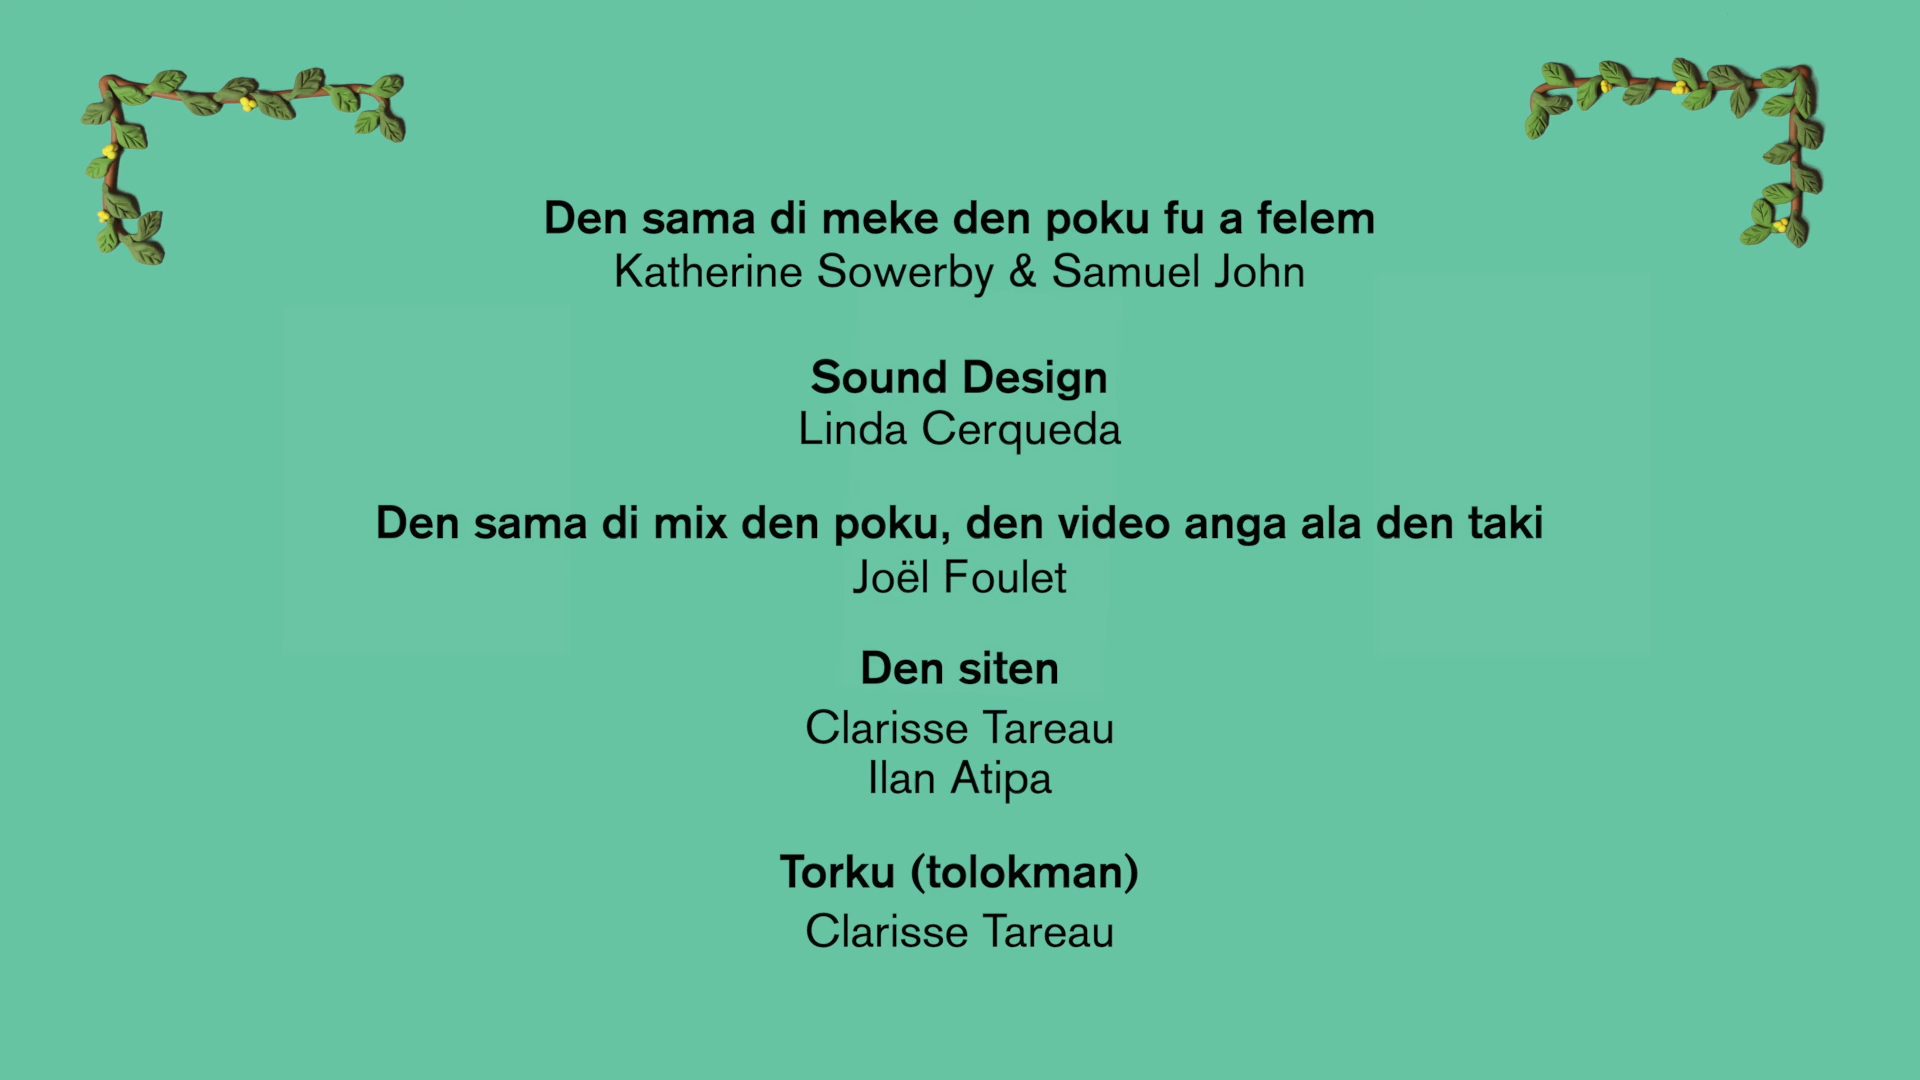 Den sama di meke den poku fu a felem
Katherine Sowerby & Samuel John
Sound Design
Linda Cerqueda
Den sama di mix den poku, den video anga ala den taki
Joël Foulet
Den siten
Clarisse Tareau
Ilan Atipa
Torku (tolokman)
Clarisse Tareau